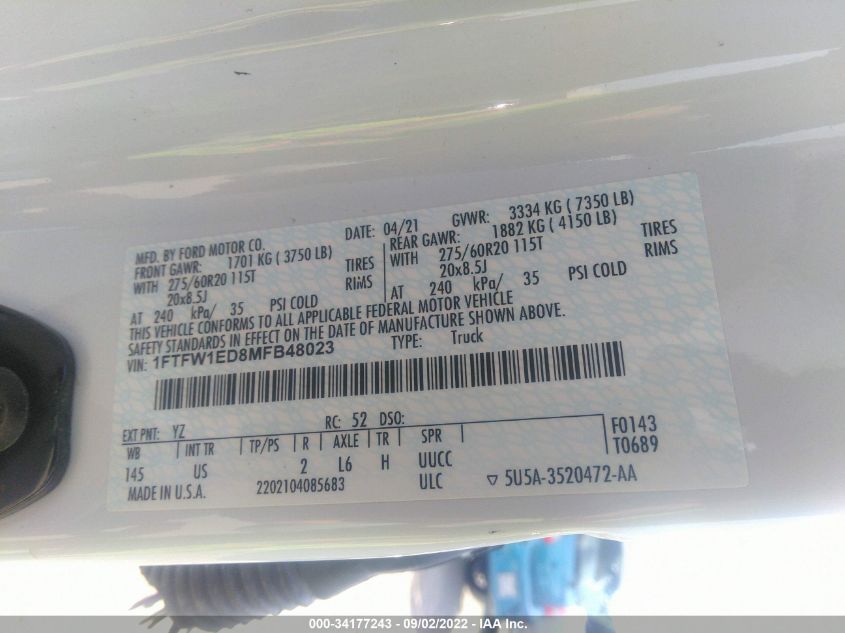 MFD. BY FORD MOTOR CO.
DATE: 04/21 GVWR: 3334 KG ( 7350 LB)
FRONT GAWR: 1701 KG ( 3750 LB)
REAR GAWR: 1882 KG ( 4150 LB)
WITH 275/60R20 115T TIRES
WITH 275/60R20 115T TIRES
20x8.5J RIMS
20x8.5J RIMS
AT 240 kPa/ 35 PSI COLD
AT 240 kPa/ 35 PSI COLD
THIS VEHICLE CONFORMS TO ALL APPLICABLE FEDERAL MOTOR VEHICLE
SAFETY STANDARDS IN EFFECT ON THE DATE OF MANUFACTURE SHOWN ABOVE.
VIN: 1FTFW1ED8MFB48023 TYPE: Truck
EXT PNT: YZ RC: 52 DSO:
WB INT TR TP/PS R AXLE TR SPR
145 US 2 L6 H UUCC
MADE IN U.S.A. 2202104085683 ULC
F0143
T0689
▽ 5U5A-3520472-AA
000-34177243 - 09/02/2022 - IAA Inc.